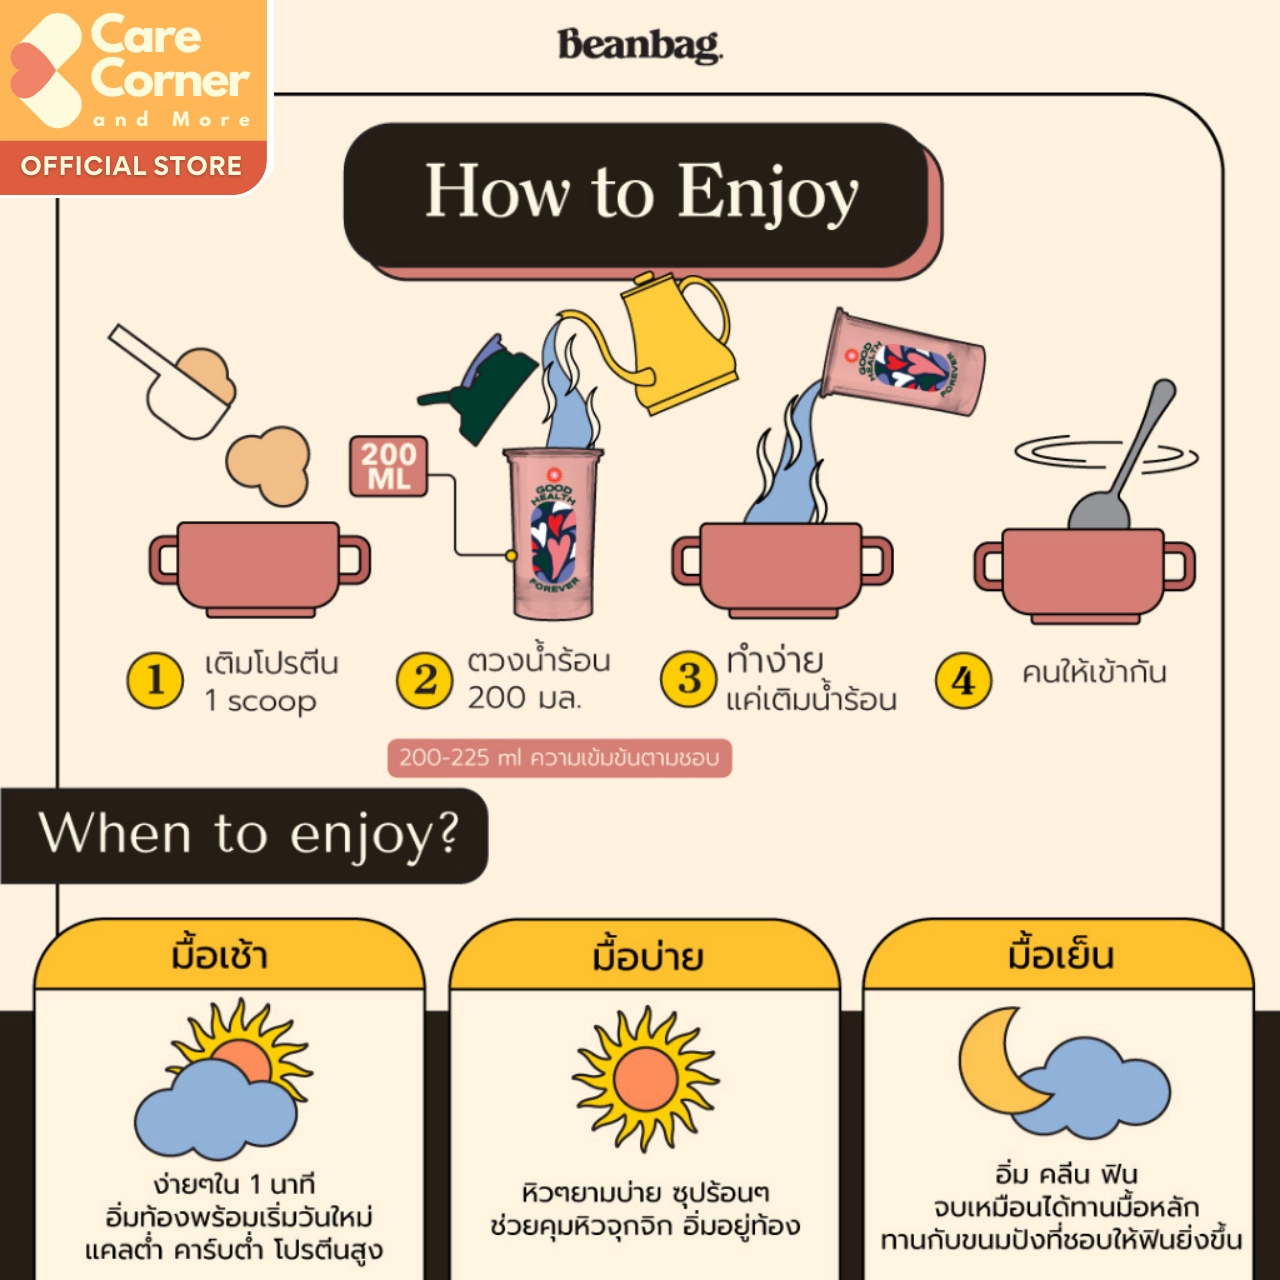 Care
Corner
and More
OFFICIAL STORE
Beanbag.
How to Enjoy
GOOD
HEALTH
FOREVER
200
ML
GOOD
HEALTH
FOREVER
1
เติมโปรตีน
1 scoop
2
ตวงน้ำร้อน
200 มล.
3
ทำง่าย
แค่เติมน้ำร้อน
4
คนให้เข้ากัน
200-225 ml ความเข้มข้นตามชอบ
When to enjoy?
มื้อเช้า
ง่ายๆใน 1 นาที
อิ่มท้องพร้อมเริ่มวันใหม่
แคลต่ำ คาร์บต่ำ โปรตีนสูง
มื้อบ่าย
หิวๆยามบ่าย ซุปร้อนๆ
ช่วยคุมหิวจุกจิก อิ่มอยู่ท้อง
มื้อเย็น
อิ่ม คลีน ฟิน
จบเหมือนได้ทานมื้อหลัก
ทานกับขนมปังที่ชอบให้ฟินยิ่งขึ้น